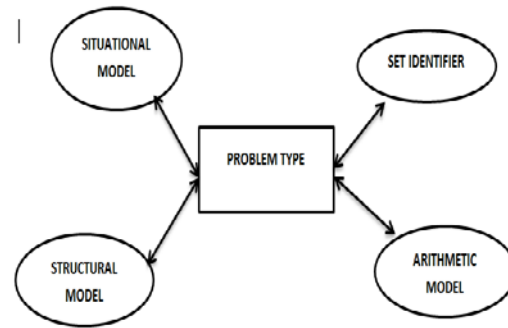 SITUATIONAL
MODEL
SET IDENTIFIER
PROBLEM TYPE
STRUCTURAL
MODEL
ARITHMETIC
MODEL